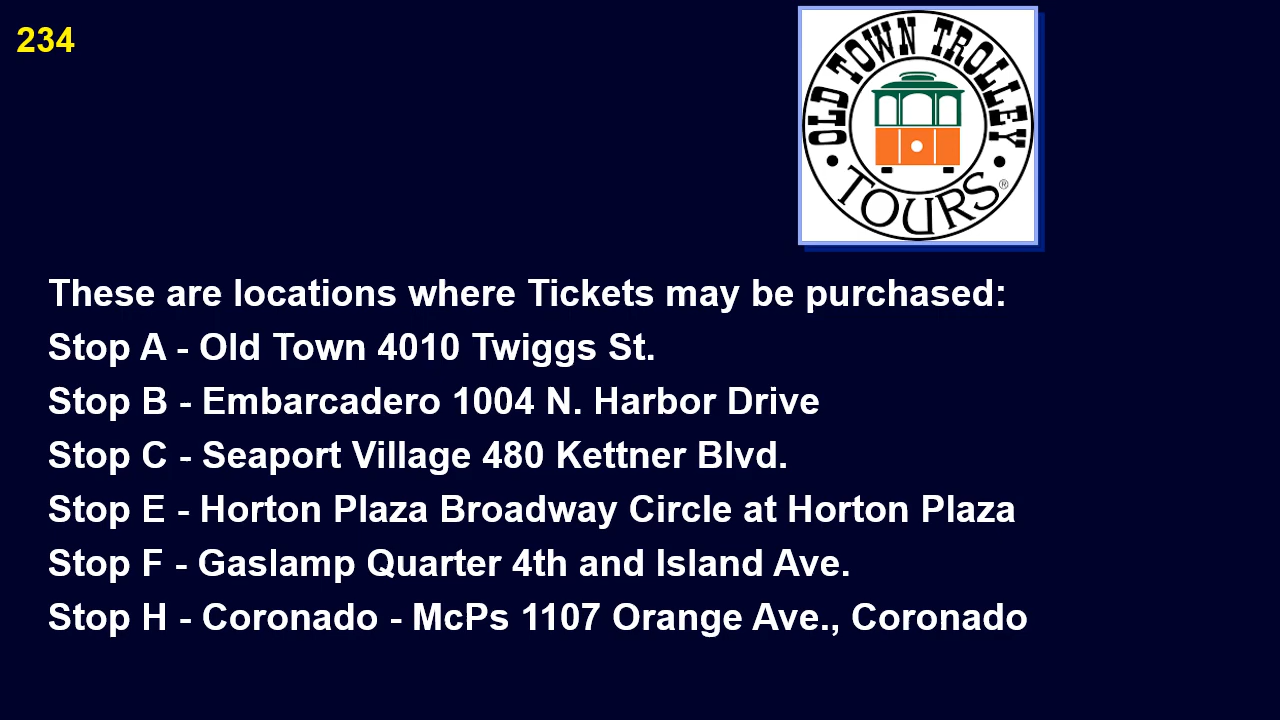 234
OLD TOWN TROLLEY
TOURS®
These are locations where Tickets may be purchased:
Stop A - Old Town 4010 Twiggs St.
Stop B - Embarcadero 1004 N. Harbor Drive
Stop C - Seaport Village 480 Kettner Blvd.
Stop E - Horton Plaza Broadway Circle at Horton Plaza
Stop F - Gaslamp Quarter 4th and Island Ave.
Stop H - Coronado - McPs 1107 Orange Ave., Coronado